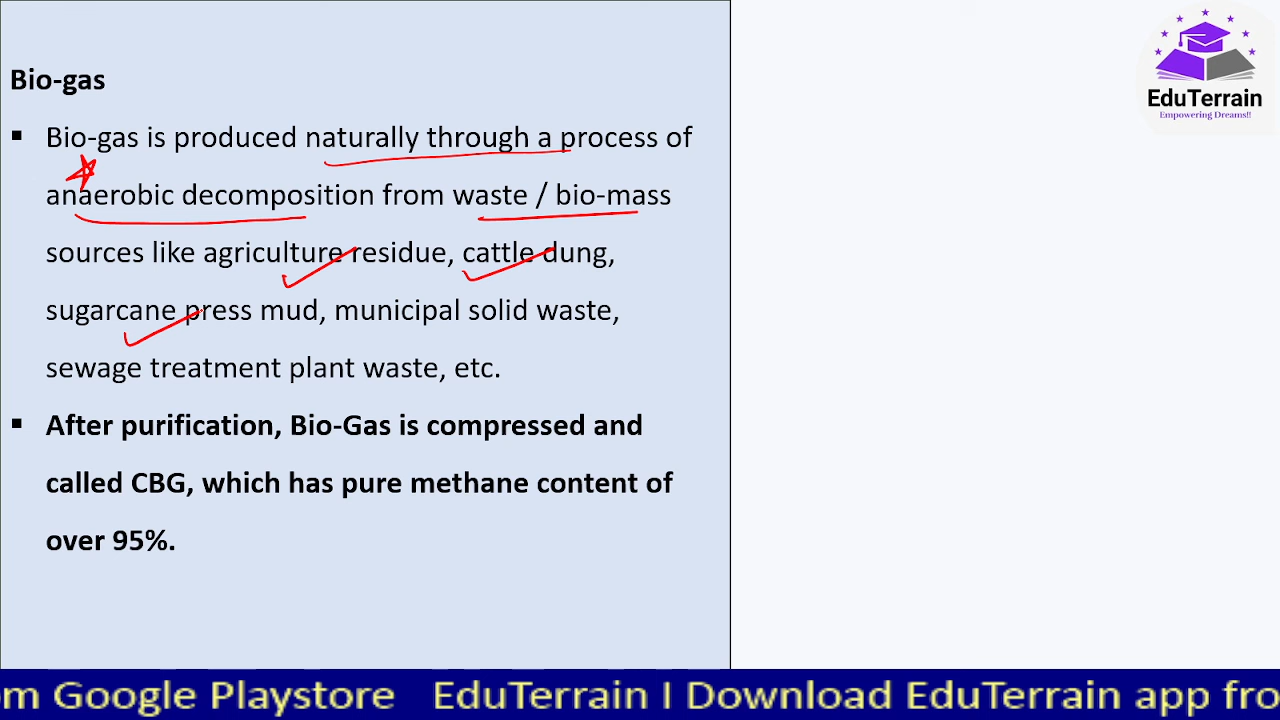 Bio-gas
▪ Bio-gas is produced naturally through a process of
anaerobic decomposition from waste / bio-mass
sources like agriculture residue, cattle dung,
sugarcane press mud, municipal solid waste,
sewage treatment plant waste, etc.
▪ After purification, Bio-Gas is compressed and
called CBG, which has pure methane content of
over 95%.
EduTerrain
Empowering Dreams!!
om Google Playstore EduTerrain I Download EduTerrain app fro